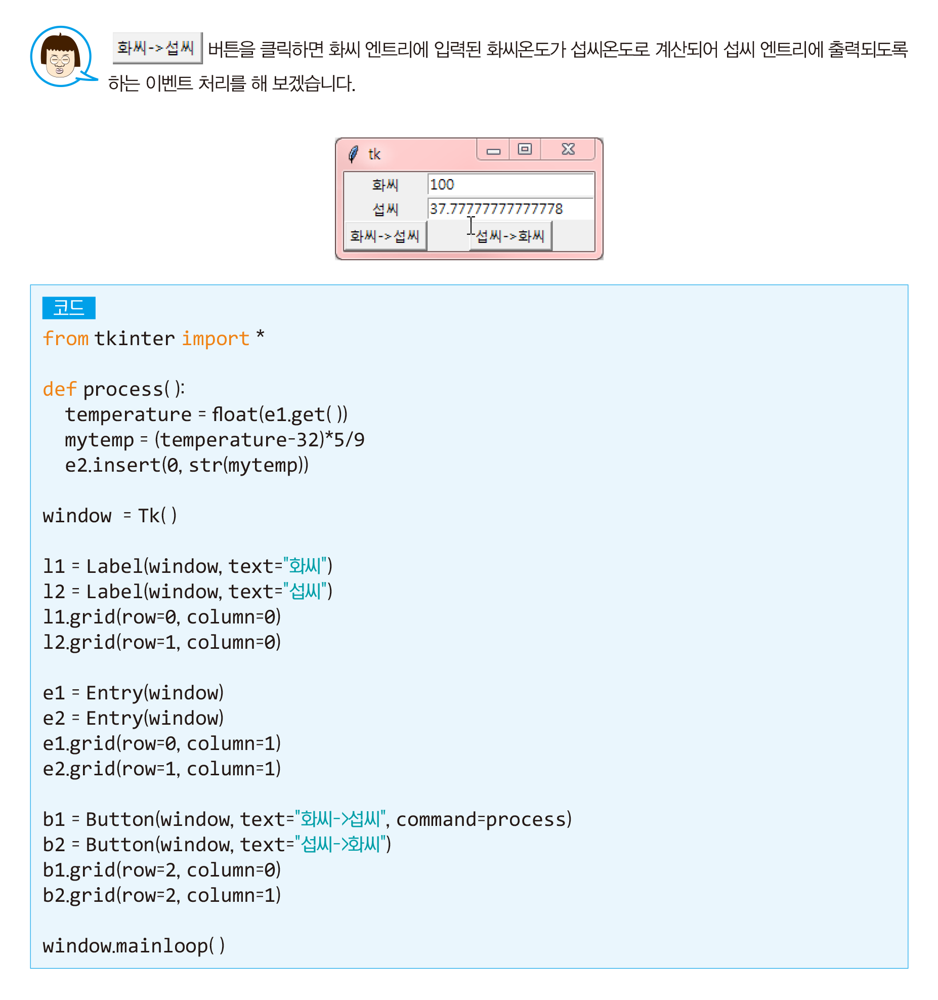 화씨->섭씨 버튼을 클릭하면 화씨 엔트리에 입력된 화씨온도가 섭씨온도로 계산되어 섭씨 엔트리에 출력되도록
하는 이벤트 처리를 해 보겠습니다.
tk
화씨 100
섭씨 37.77777777777778
화씨->섭씨 섭씨->화씨
코드
from tkinter import *
def process( ):
temperature = float(e1.get( ))
mytemp = (temperature-32)*5/9
e2.insert(0, str(mytemp))
window = Tk( )
l1 = Label(window, text="화씨")
l2 = Label(window, text="섭씨")
l1.grid(row=0, column=0)
l2.grid(row=1, column=0)
e1 = Entry(window)
e2 = Entry(window)
e1.grid(row=0, column=1)
e2.grid(row=1, column=1)
b1 = Button(window, text="화씨->섭씨", command=process)
b2 = Button(window, text="섭씨->화씨")
b1.grid(row=2, column=0)
b2.grid(row=2, column=1)
window.mainloop( )